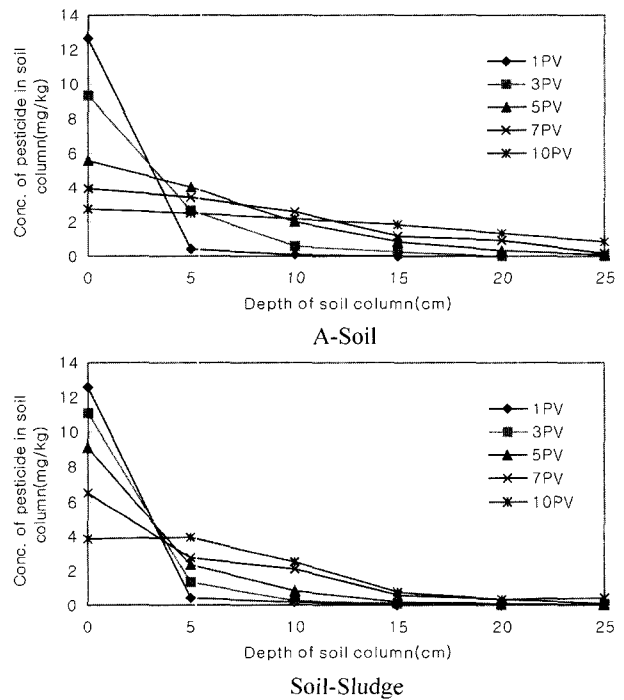 14
12
10
8
6
4
2
0
Conc. of pesticide in soil
column(mg/kg)
1PV
3PV
5PV
7PV
10PV
0 5 10 15 20 25
Depth of soil column(cm)
A-Soil
14
12
10
8
6
4
2
0
Conc. of pesticide in soil
column(mg/kg)
1PV
3PV
5PV
7PV
10PV
0 5 10 15 20 25
Depth of soil column(cm)
Soil-Sludge